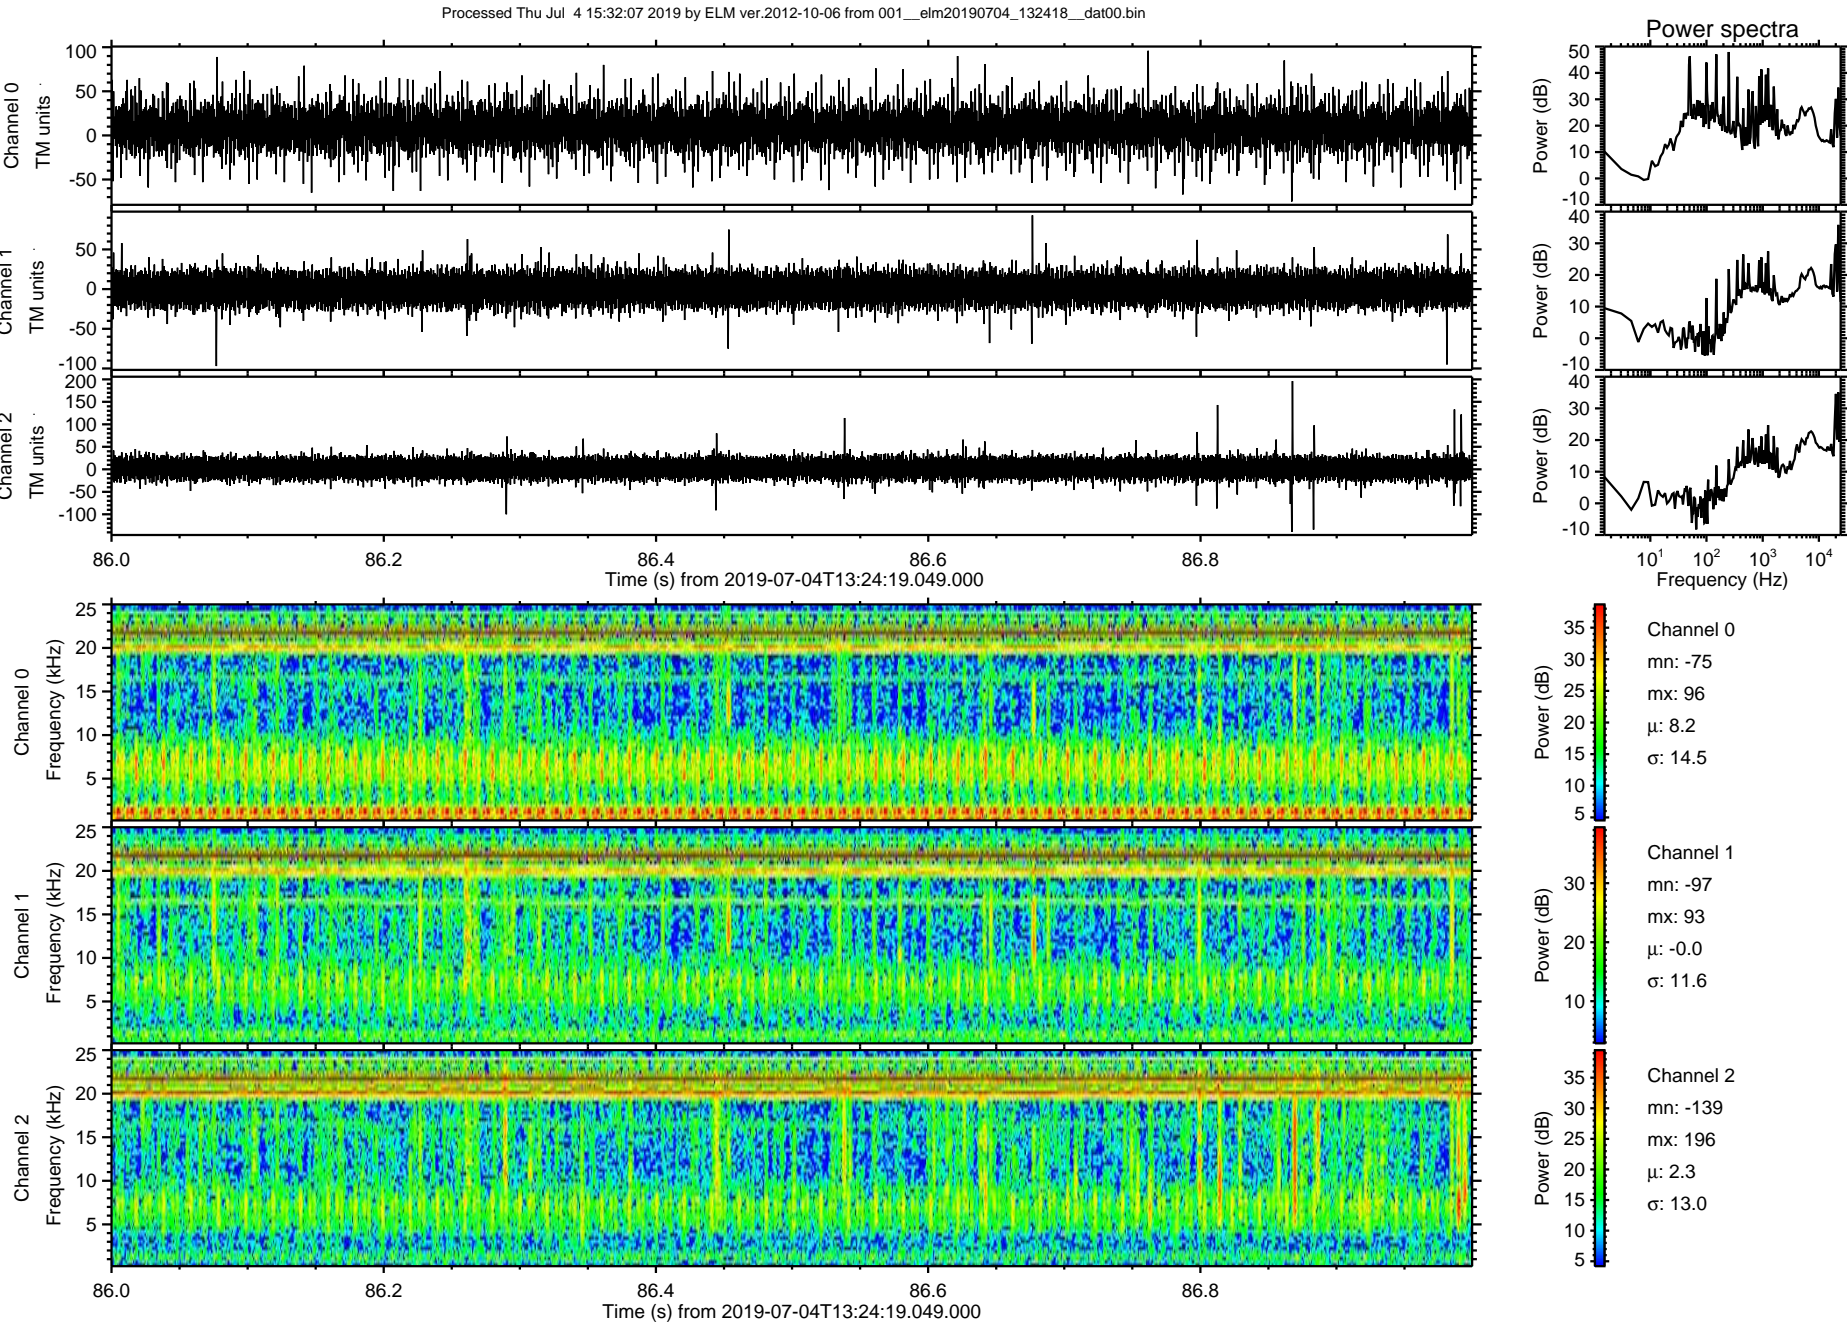 Processed Thu Jul  4 15:32:07 2019 by ELM ver.2012-10-06 from 001__elm20190704_132418__dat00.bin
Power spectra
Channel 0
TM units
100
50
0
-50
Power (dB)
50
40
30
20
10
0
-10
Channel 1
TM units
50
0
-50
-100
Power (dB)
40
30
20
10
0
-10
Channel 2
TM units
200
150
100
50
0
-50
-100
Power (dB)
40
30
20
10
0
-10
86.0 86.2 86.4 86.6 86.8
Time (s) from 2019-07-04T13:24:19.049.000
10¹ 10² 10³ 10⁴
Frequency (Hz)
Channel 0
Frequency (kHz)
25
20
15
10
5
Power (dB)
35
30
25
20
15
10
5
Channel 0
mn: -75
mx: 96
μ: 8.2
σ: 14.5
Channel 1
Frequency (kHz)
25
20
15
10
5
Power (dB)
30
20
10
Channel 1
mn: -97
mx: 93
μ: -0.0
σ: 11.6
Channel 2
Frequency (kHz)
25
20
15
10
5
Power (dB)
35
30
25
20
15
10
5
Channel 2
mn: -139
mx: 196
μ: 2.3
σ: 13.0
86.0 86.2 86.4 86.6 86.8
Time (s) from 2019-07-04T13:24:19.049.000